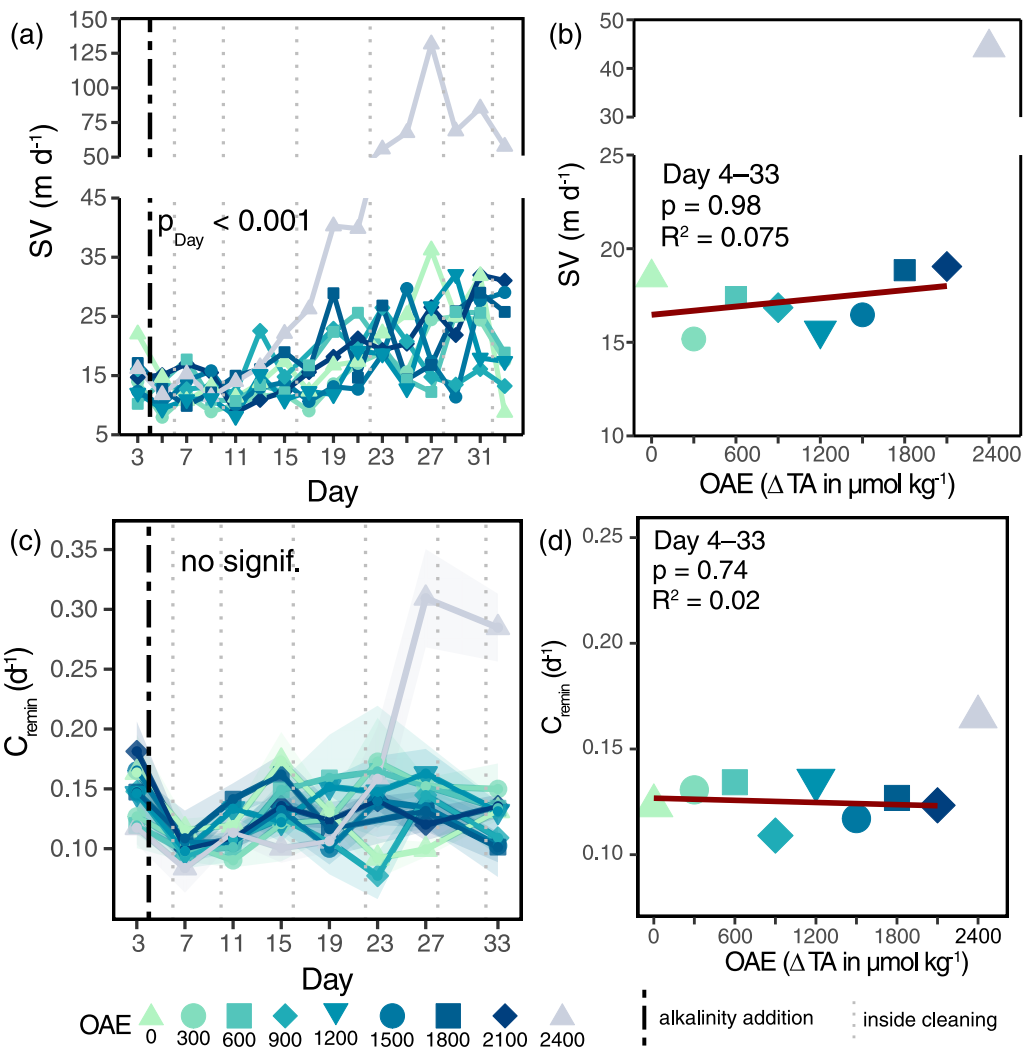 (a)
SV (m d⁻¹)
150
125
100
75
50
45
35
25
15
5
p_Day < 0.001
3 7 11 15 19 23 27 31
Day
(b)
SV (m d⁻¹)
50
40
30
25
20
15
10
Day 4–33
p = 0.98
R² = 0.075
0 600 1200 1800 2400
OAE (Δ TA in µmol kg⁻¹)
(c)
C_remin (d⁻¹)
0.35
0.30
0.25
0.20
0.15
0.10
no signif.
3 7 11 15 19 23 27 33
Day
(d)
C_remin (d⁻¹)
0.25
0.20
0.15
0.10
Day 4–33
p = 0.74
R² = 0.02
0 600 1200 1800 2400
OAE (Δ TA in µmol kg⁻¹)
OAE
0 300 600 900 1200 1500 1800 2100 2400
alkalinity addition
inside cleaning